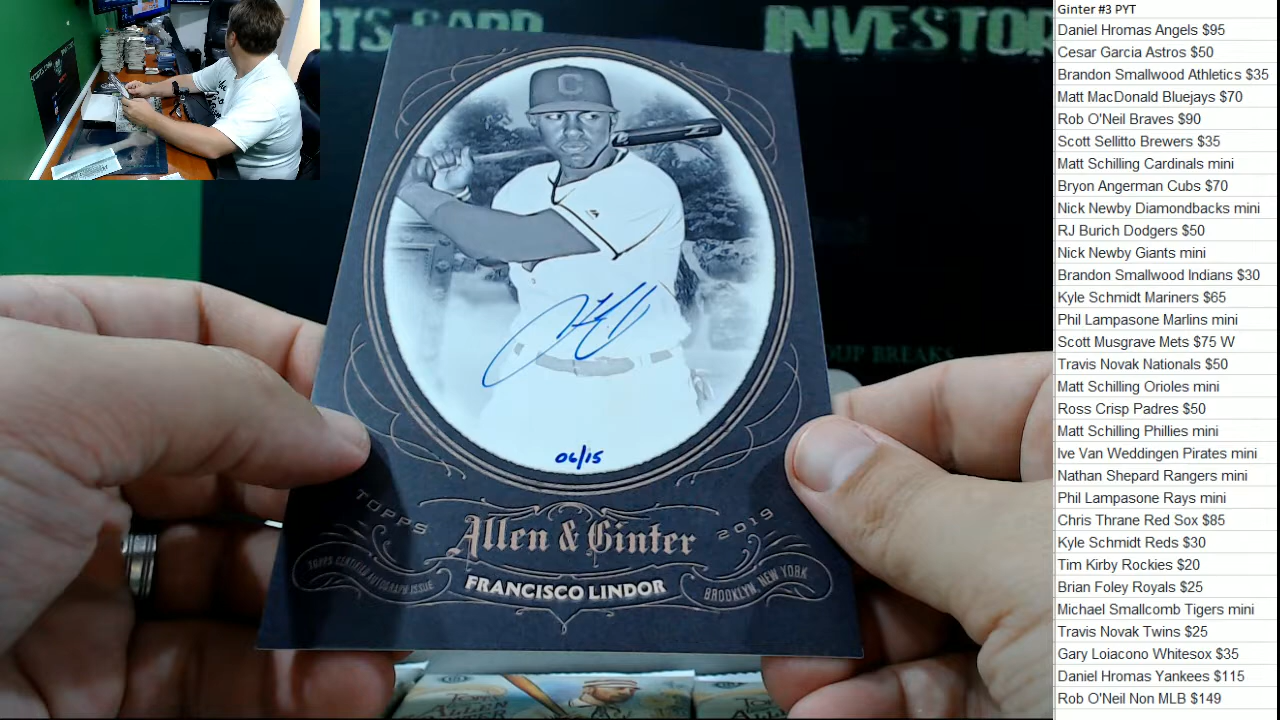 RTS CARD INVESTOR
C
OUP BREAKS
06/15
TOPPS 2019
Allen & Ginter
TOPPS CERTIFIED AUTOGRAPH ISSUE
FRANCISCO LINDOR
BROOKLYN, NEW YORK
TOPPS
ALLEN
Ginter #3 PYT
Daniel Hromas Angels $95
Cesar Garcia Astros $50
Brandon Smallwood Athletics $35
Matt MacDonald Bluejays $70
Rob O'Neil Braves $90
Scott Sellitto Brewers $35
Matt Schilling Cardinals mini
Bryon Angerman Cubs $70
Nick Newby Diamondbacks mini
RJ Burich Dodgers $50
Nick Newby Giants mini
Brandon Smallwood Indians $30
Kyle Schmidt Mariners $65
Phil Lampasone Marlins mini
Scott Musgrave Mets $75 W
Travis Novak Nationals $50
Matt Schilling Orioles mini
Ross Crisp Padres $50
Matt Schilling Phillies mini
Ive Van Weddingen Pirates mini
Nathan Shepard Rangers mini
Phil Lampasone Rays mini
Chris Thrane Red Sox $85
Kyle Schmidt Reds $30
Tim Kirby Rockies $20
Brian Foley Royals $25
Michael Smallcomb Tigers mini
Travis Novak Twins $25
Gary Loiacono Whitesox $35
Daniel Hromas Yankees $115
Rob O'Neil Non MLB $149